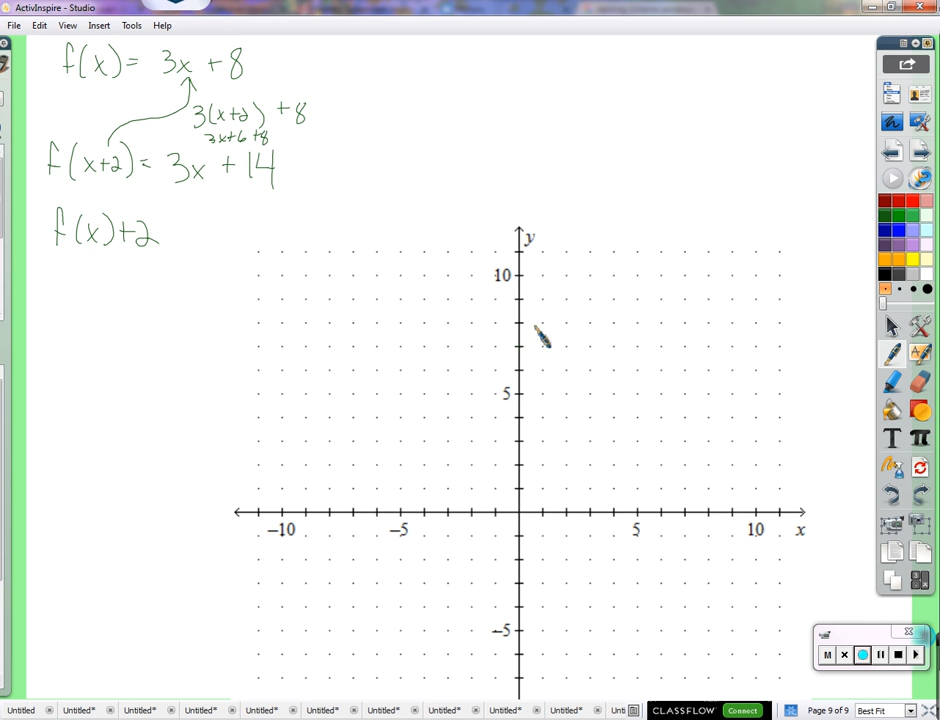 ActivInspire - Studio
File Edit View Insert Tools Help
f(x) = 3x + 8
3(x+2) + 8
3x+6+8
f(x+2) = 3x + 14
f(x)+2
y
10
5
-10 -5 5 10 x
-5
M
Untitled Untitled* Untitled* Untitled* Untitled* Untitled* Untitled* Untitled* Untitled* Untitled* Unti CLASSFLOW Connect Page 9 of 9 Best Fit